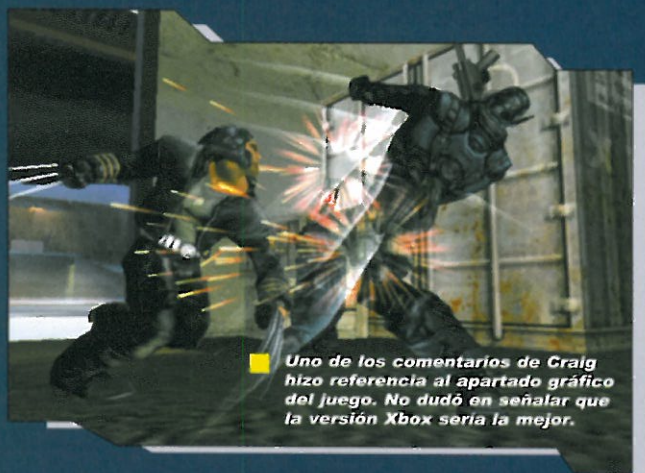 Uno de los comentarios de Craig
hizo referencia al apartado gráfico
del juego. No dudó en señalar que
la versión Xbox sería la mejor.